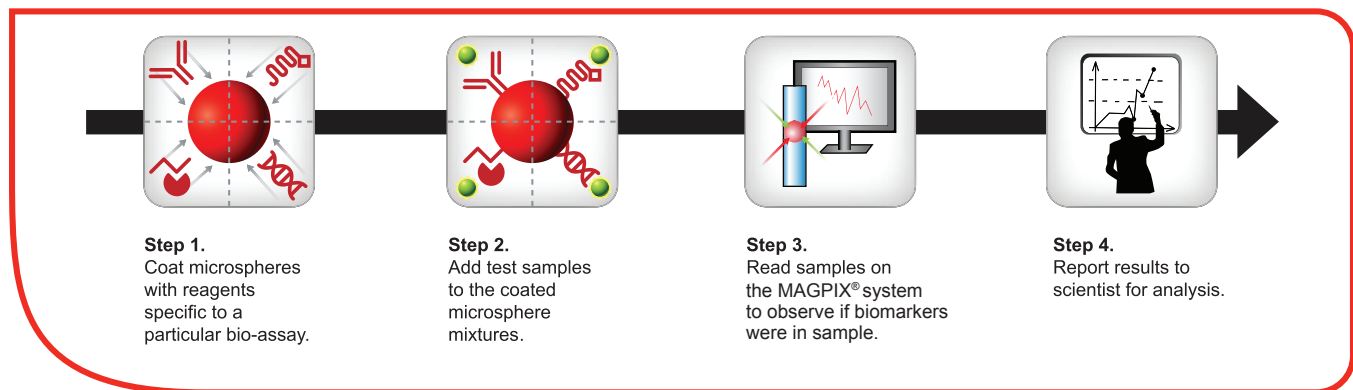 Step 1.
Coat microspheres
with reagents
specific to a
particular bio-assay.
Step 2.
Add test samples
to the coated
microsphere
mixtures.
Step 3.
Read samples on
the MAGPIX® system
to observe if biomarkers
were in sample.
Step 4.
Report results to
scientist for analysis.